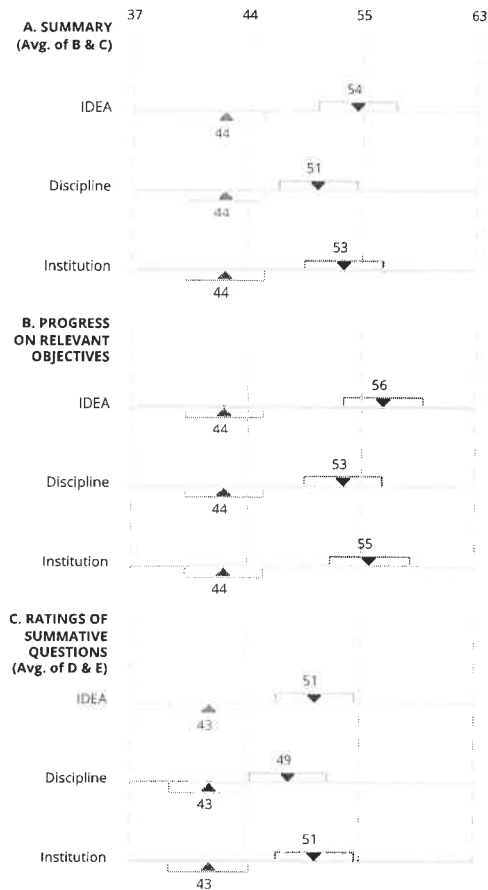 37 44 55 63
A. SUMMARY
(Avg. of B & C)
54
IDEA
44
51
Discipline
44
53
Institution
44
B. PROGRESS
ON RELEVANT
OBJECTIVES
56
IDEA
44
53
Discipline
44
55
Institution
44
C. RATINGS OF
SUMMATIVE
QUESTIONS
(Avg. of D & E)
51
IDEA
43
49
Discipline
43
51
Institution
43